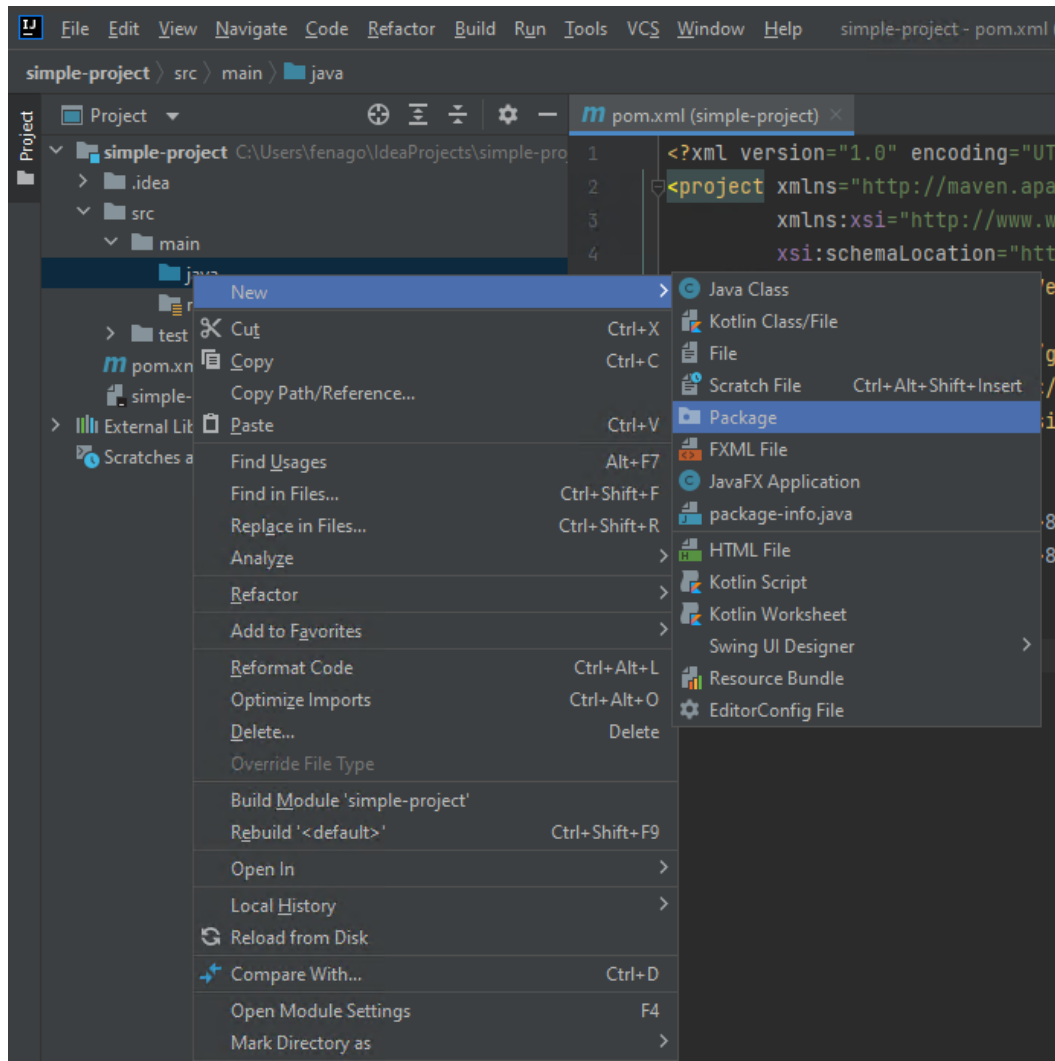 IJ File Edit View Navigate Code Refactor Build Run Tools VCS Window Help simple-project - pom.xml
simple-project src main java
Project
Project
pom.xml (simple-project)
simple-project C:\Users\fenago\IdeaProjects\simple-pro
.idea
src
main
java
test
pom.xm
simple-
External Lib
Scratches a
1 <?xml version="1.0" encoding="UT
2 <project xmlns="http://maven.apa
3 xmlns:xsi="http://www.w
4 xsi:schemaLocation="htt
New
Cut Ctrl+X
Copy Ctrl+C
Copy Path/Reference...
Paste Ctrl+V
Find Usages Alt+F7
Find in Files... Ctrl+Shift+F
Replace in Files... Ctrl+Shift+R
Analyze
Refactor
Add to Favorites
Reformat Code Ctrl+Alt+L
Optimize Imports Ctrl+Alt+O
Delete... Delete
Override File Type
Build Module 'simple-project'
Rebuild '<default>' Ctrl+Shift+F9
Open In
Local History
Reload from Disk
Compare With... Ctrl+D
Open Module Settings F4
Mark Directory as
Java Class
Kotlin Class/File
File
Scratch File Ctrl+Alt+Shift+Insert
Package
FXML File
JavaFX Application
package-info.java
HTML File
Kotlin Script
Kotlin Worksheet
Swing UI Designer
Resource Bundle
EditorConfig File